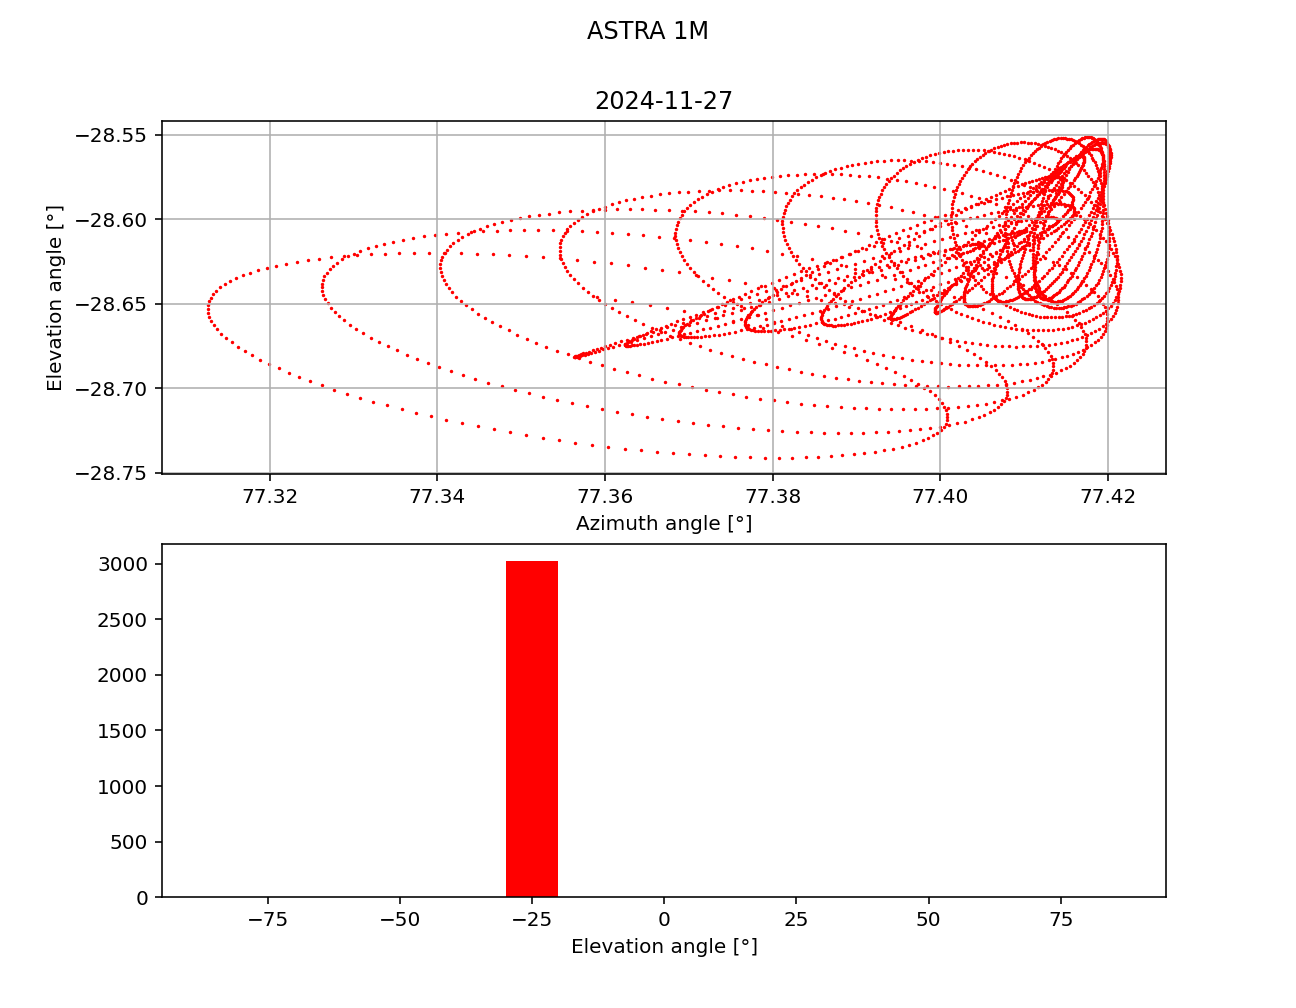 ASTRA 1M
2024-11-27
−28.55
−28.60
−28.65
−28.70
−28.75
Elevation angle [°]
77.32 77.34 77.36 77.38 77.40 77.42
Azimuth angle [°]
3000
2500
2000
1500
1000
500
0
−75 −50 −25 0 25 50 75
Elevation angle [°]